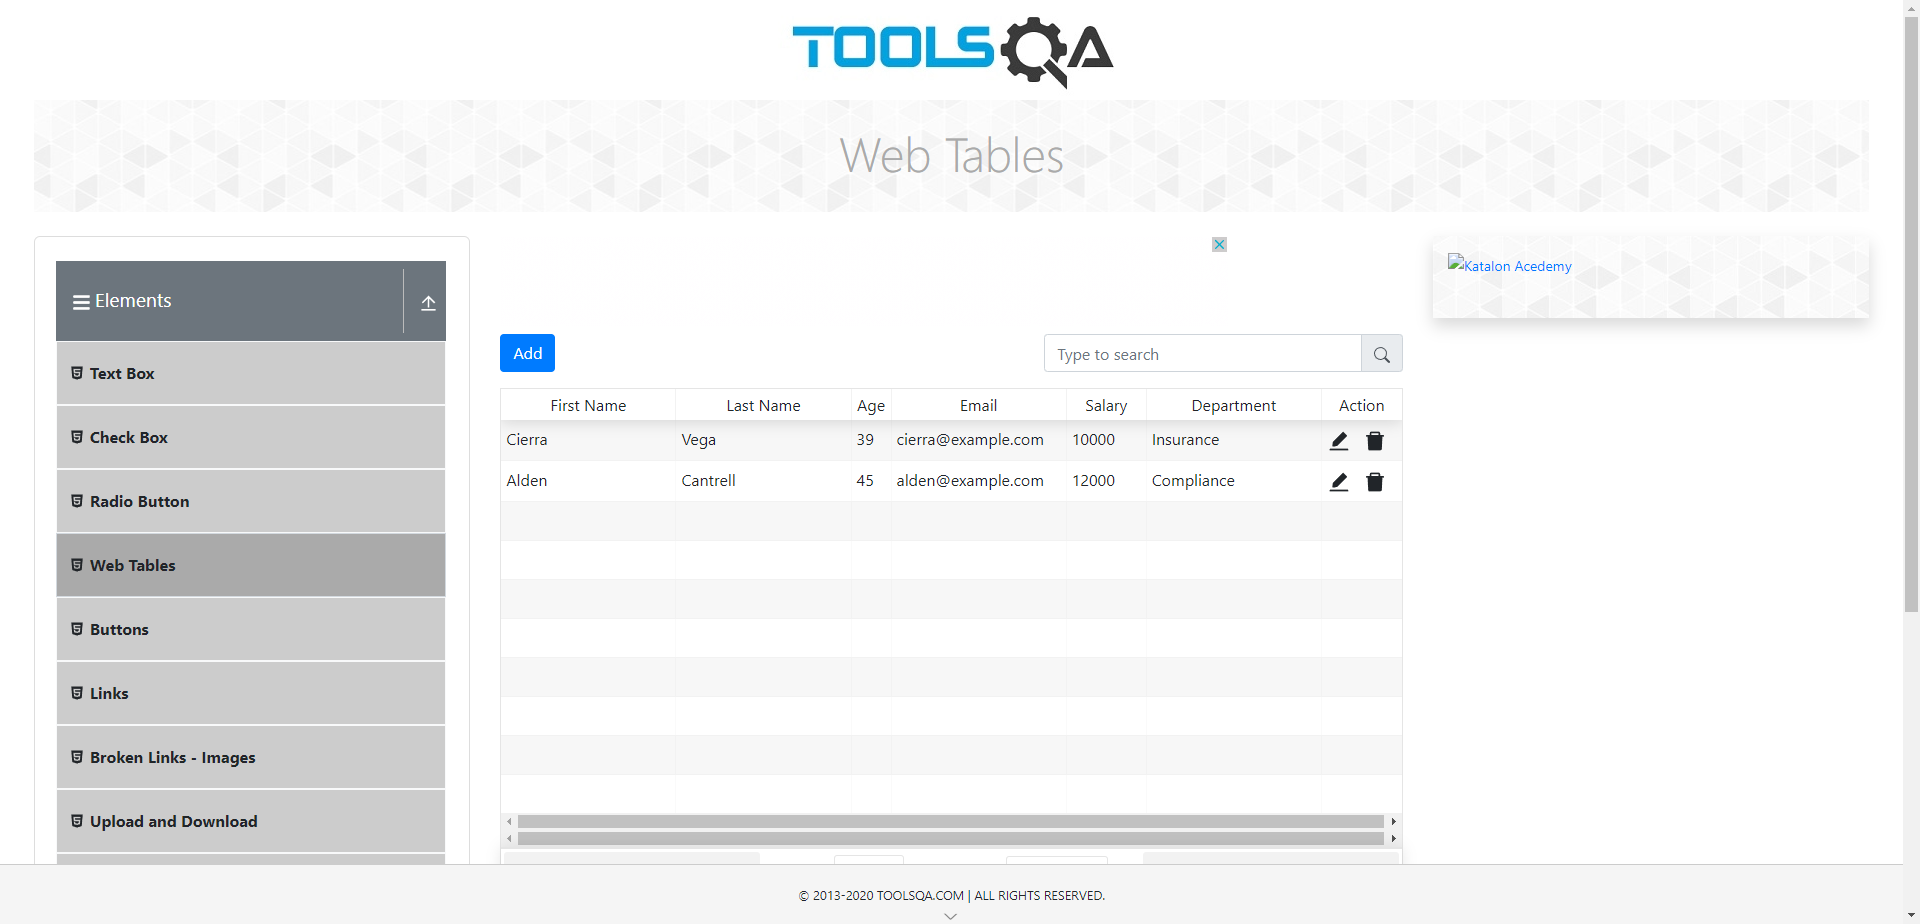 TOOLSQA
Web Tables
Elements
Text Box
Check Box
Radio Button
Web Tables
Buttons
Links
Broken Links - Images
Upload and Download
Add
Type to search
First Name Last Name Age Email Salary Department Action
Cierra Vega 39 cierra@example.com 10000 Insurance
Alden Cantrell 45 alden@example.com 12000 Compliance
Katalon Acedemy
© 2013-2020 TOOLSQA.COM | ALL RIGHTS RESERVED.